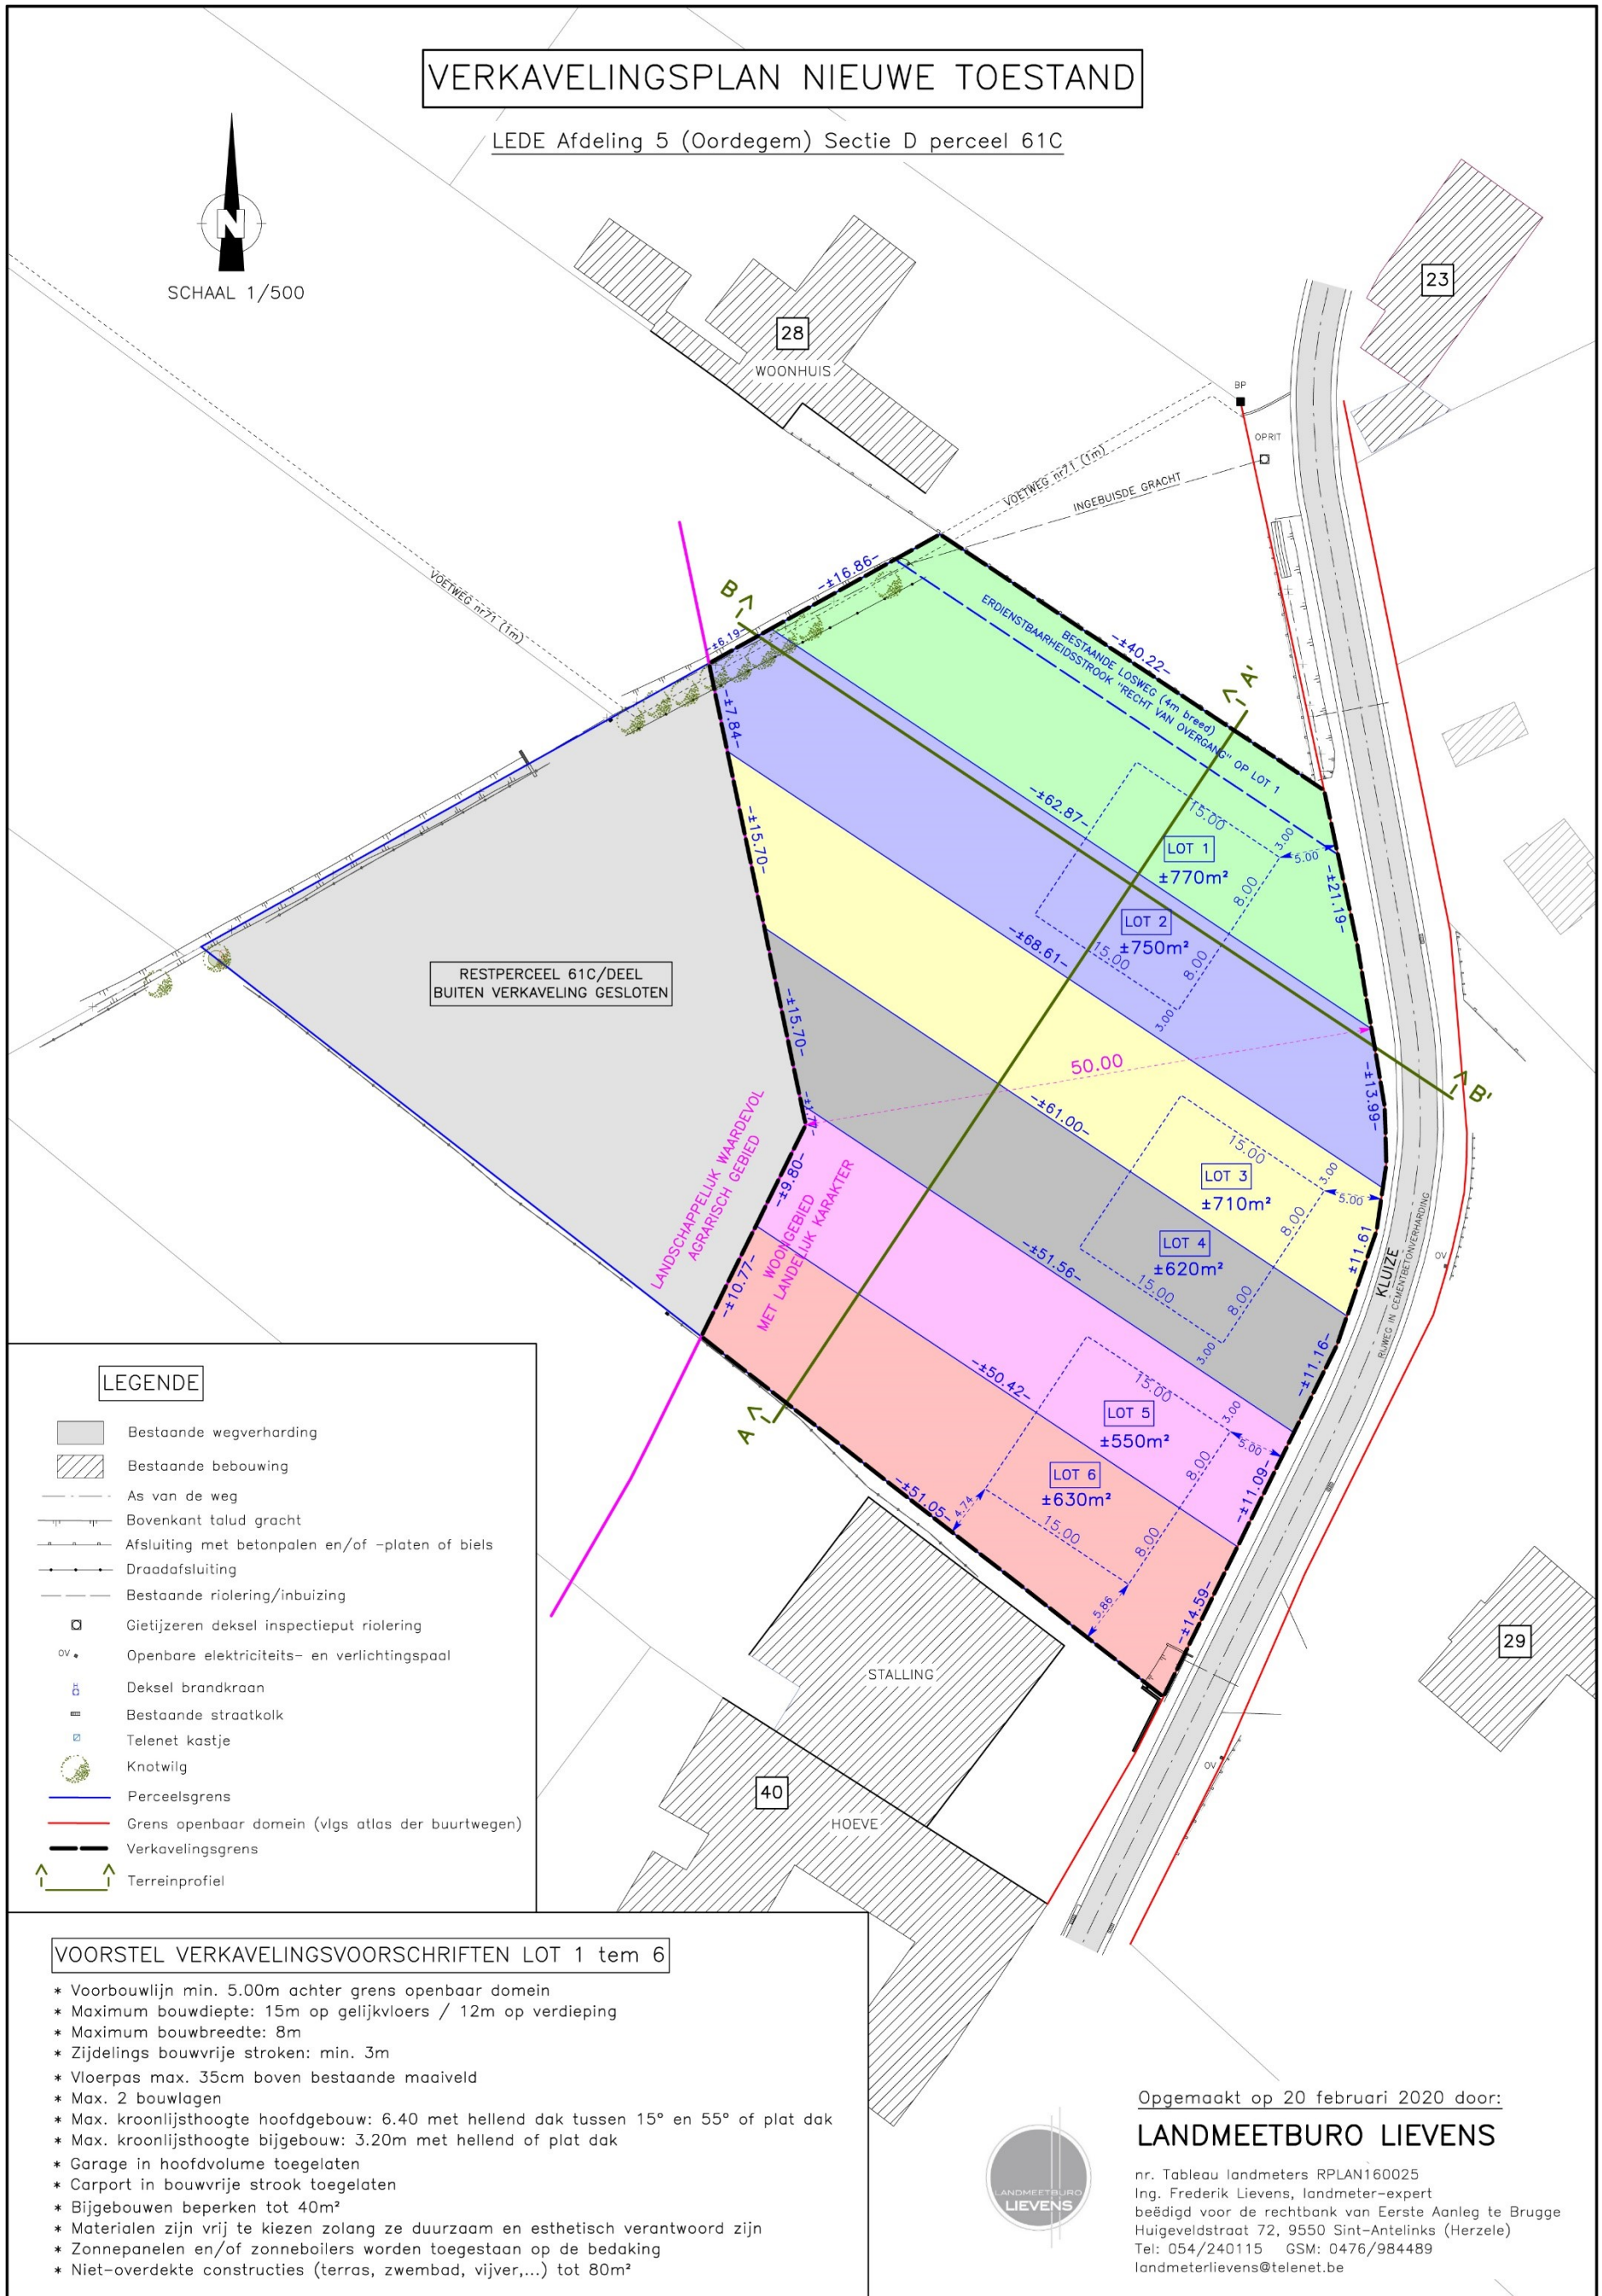 VERKAVELINGSPLAN NIEUWE TOESTAND
LEDE Afdeling 5 (Oordegem) Sectie D perceel 61C
N
SCHAAL 1/500
23
28
WOONHUIS
BP
OPRIT
VOETWEG nr71 (1m)
INGEBUISDE GRACHT
VOETWEG nr71 (1m)
-±16.86-
B
-±6.19-
-±40.22-
BESTAANDE LOSWEG (4m breed)
ERDIENSTBAARHEIDSSTROOK "RECHT VAN OVERGANG" OP LOT 1
A'
-±7.84-
-±62.87-
15.00
3.00
5.00
LOT 1
±770m²
8.00
-±21.19-
-±15.70-
LOT 2
±750m²
-±68.61-
15.00
8.00
3.00
RESTPERCEEL 61C/DEEL
BUITEN VERKAVELING GESLOTEN
-±15.70-
50.00
-±13.99-
B'
-±61.00-
15.00
3.00
5.00
LOT 3
±710m²
8.00
±11.61
LANDSCHAPPELIJK WAARDEVOL
AGRARISCH GEBIED
-±9.80-
WOONGEBIED
MET LANDELIJK KARAKTER
LOT 4
±620m²
-±51.56-
15.00
8.00
3.00
KLUIZE
RIJWEG IN CEMENTBETONVERHARDING
OV
-±10.77-
-±11.16-
-±50.42-
15.00
3.00
5.00
LOT 5
±550m²
8.00
-±11.09-
A
LOT 6
±630m²
-±51.05-
4.74
15.00
8.00
5.86
-±14.59-
STALLING
29
OV
40
HOEVE
LEGENDE
Bestaande wegverharding
Bestaande bebouwing
As van de weg
Bovenkant talud gracht
Afsluiting met betonpalen en/of -platen of biels
Draadafsluiting
Bestaande riolering/inbuizing
Gietijzeren deksel inspectieput riolering
OV Openbare elektriciteits- en verlichtingspaal
Deksel brandkraan
Bestaande straatkolk
Telenet kastje
Knotwilg
Perceelsgrens
Grens openbaar domein (vlgs atlas der buurtwegen)
Verkavelingsgrens
Terreinprofiel
VOORSTEL VERKAVELINGSVOORSCHRIFTEN LOT 1 tem 6
* Voorbouwlijn min. 5.00m achter grens openbaar domein
* Maximum bouwdiepte: 15m op gelijkvloers / 12m op verdieping
* Maximum bouwbreedte: 8m
* Zijdelings bouwvrije stroken: min. 3m
* Vloerpas max. 35cm boven bestaande maaiveld
* Max. 2 bouwlagen
* Max. kroonlijsthoogte hoofdgebouw: 6.40 met hellend dak tussen 15° en 55° of plat dak
* Max. kroonlijsthoogte bijgebouw: 3.20m met hellend of plat dak
* Garage in hoofdvolume toegelaten
* Carport in bouwvrije strook toegelaten
* Bijgebouwen beperken tot 40m²
* Materialen zijn vrij te kiezen zolang ze duurzaam en esthetisch verantwoord zijn
* Zonnepanelen en/of zonneboilers worden toegestaan op de bedaking
* Niet-overdekte constructies (terras, zwembad, vijver,...) tot 80m²
LANDMEETBURO
LIEVENS
Opgemaakt op 20 februari 2020 door:
LANDMEETBURO LIEVENS
nr. Tableau landmeters RPLAN160025
Ing. Frederik Lievens, landmeter-expert
beëdigd voor de rechtbank van Eerste Aanleg te Brugge
Huigeveldstraat 72, 9550 Sint-Antelinks (Herzele)
Tel: 054/240115 GSM: 0476/984489
landmeterlievens@telenet.be